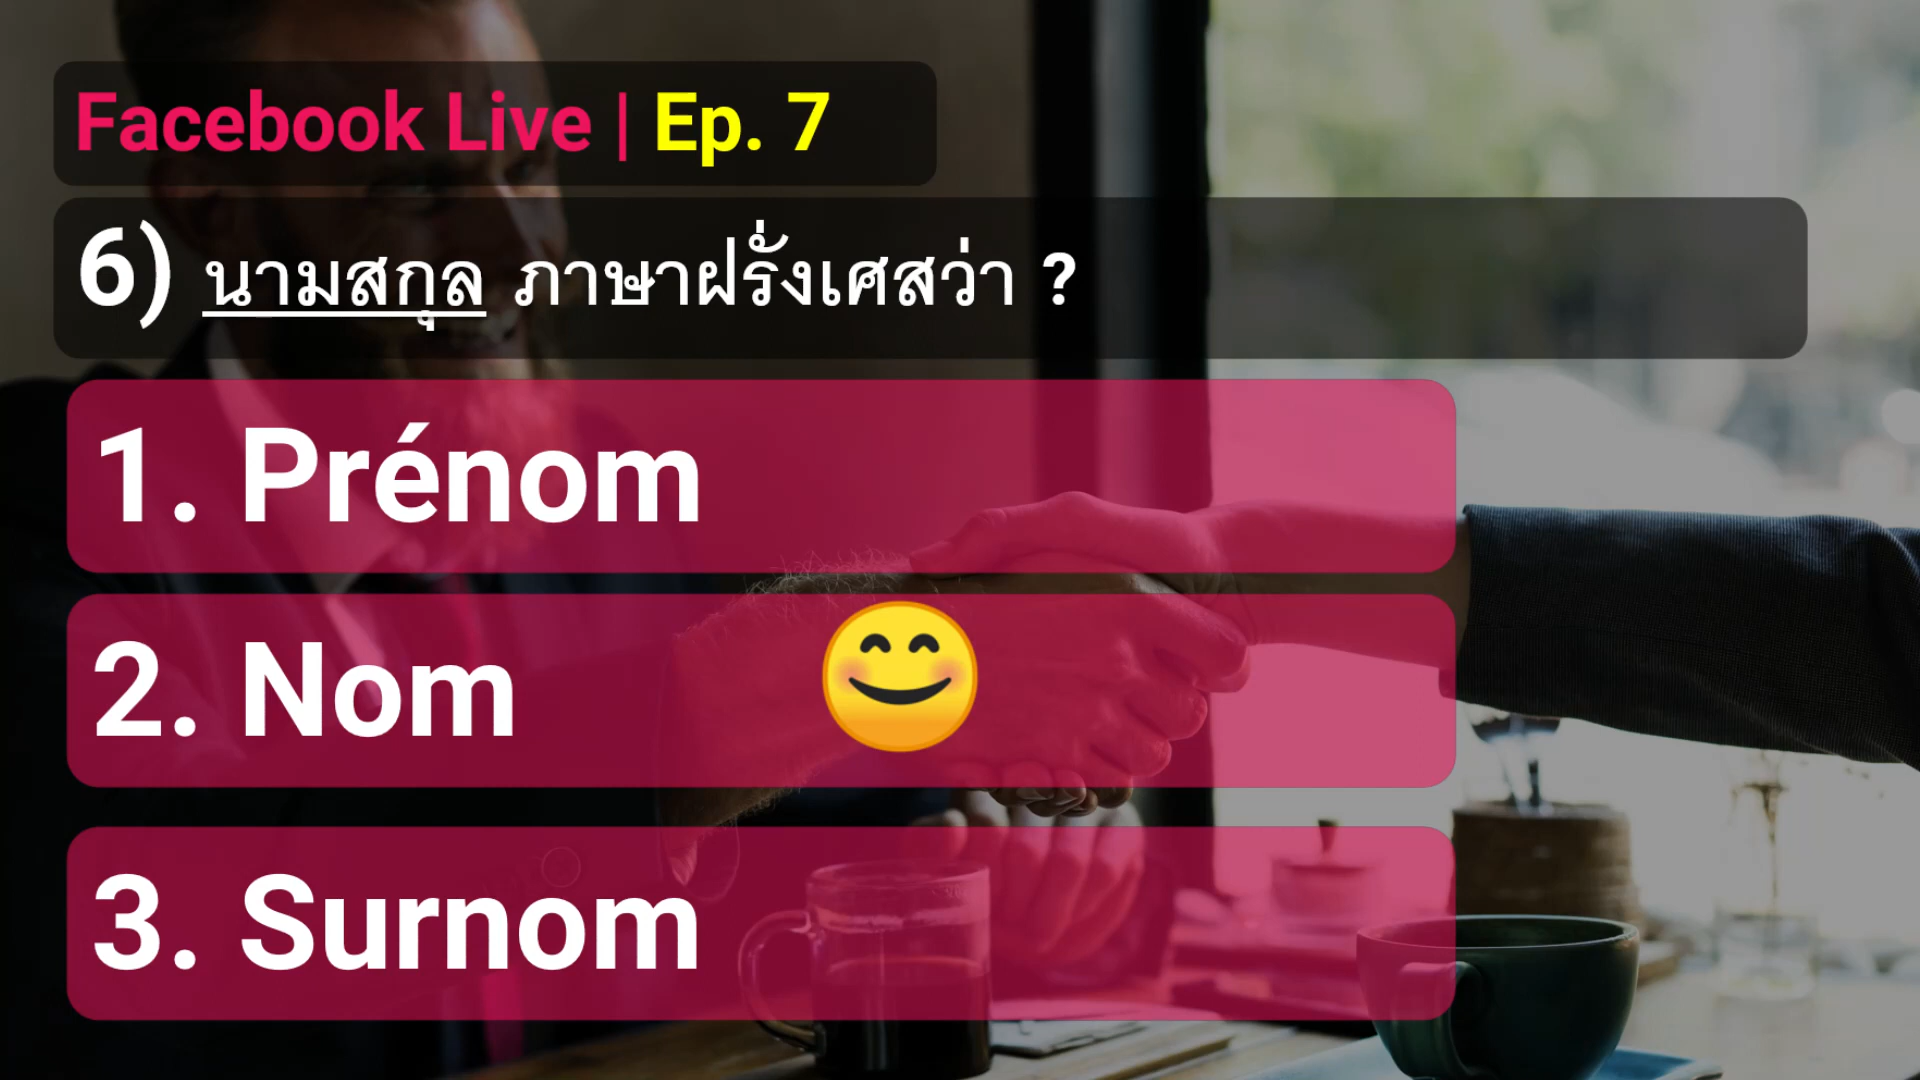 Facebook Live | Ep. 7
6) นามสกุล ภาษาฝรั่งเศสว่า ?
1. Prénom
2. Nom
3. Surnom